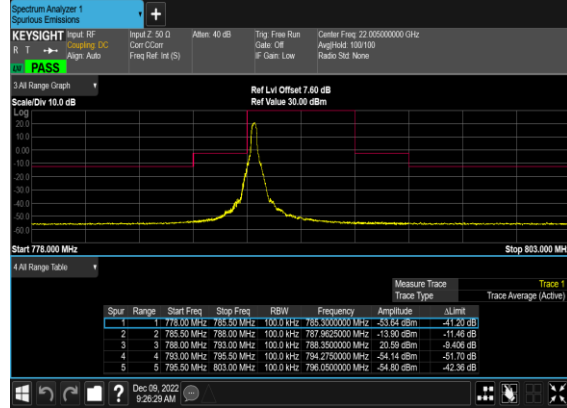 Spectrum Analyzer 1
Spurious Emissions
+
KEYSIGHT Input: RF Input Z: 50 Ω Atten: 40 dB Trig: Free Run Center Freq: 22.005000000 GHz
R T Coupling: DC Corr CCorr Gate: Off Avg|Hold: 100/100
Align: Auto Freq Ref: Int (S) IF Gain: Low Radio Std: None
PASS
3 All Range Graph
Ref Lvl Offset 7.60 dB
Scale/Div 10.0 dB Ref Value 30.00 dBm
Log
20.0
10.0
0.00
-10.0
-20.0
-30.0
-40.0
-50.0
-60.0
Start 778.000 MHz Stop 803.000 MHz
4 All Range Table
Measure Trace Trace 1
Trace Type Trace Average (Active)
Spur Range Start Freq Stop Freq RBW Frequency Amplitude ΔLimit
1 1 778.00 MHz 785.50 MHz 100.0 kHz 785.3000000 MHz -53.64 dBm -41.20 dB
2 2 785.50 MHz 788.00 MHz 100.0 kHz 787.9625000 MHz -13.90 dBm -11.46 dB
3 3 788.00 MHz 793.00 MHz 100.0 kHz 788.3500000 MHz 20.59 dBm -9.406 dB
4 4 793.00 MHz 795.50 MHz 100.0 kHz 794.2750000 MHz -54.14 dBm -51.70 dB
5 5 795.50 MHz 803.00 MHz 100.0 kHz 796.0500000 MHz -54.80 dBm -42.36 dB
? Dec 09, 2022
9:26:29 AM